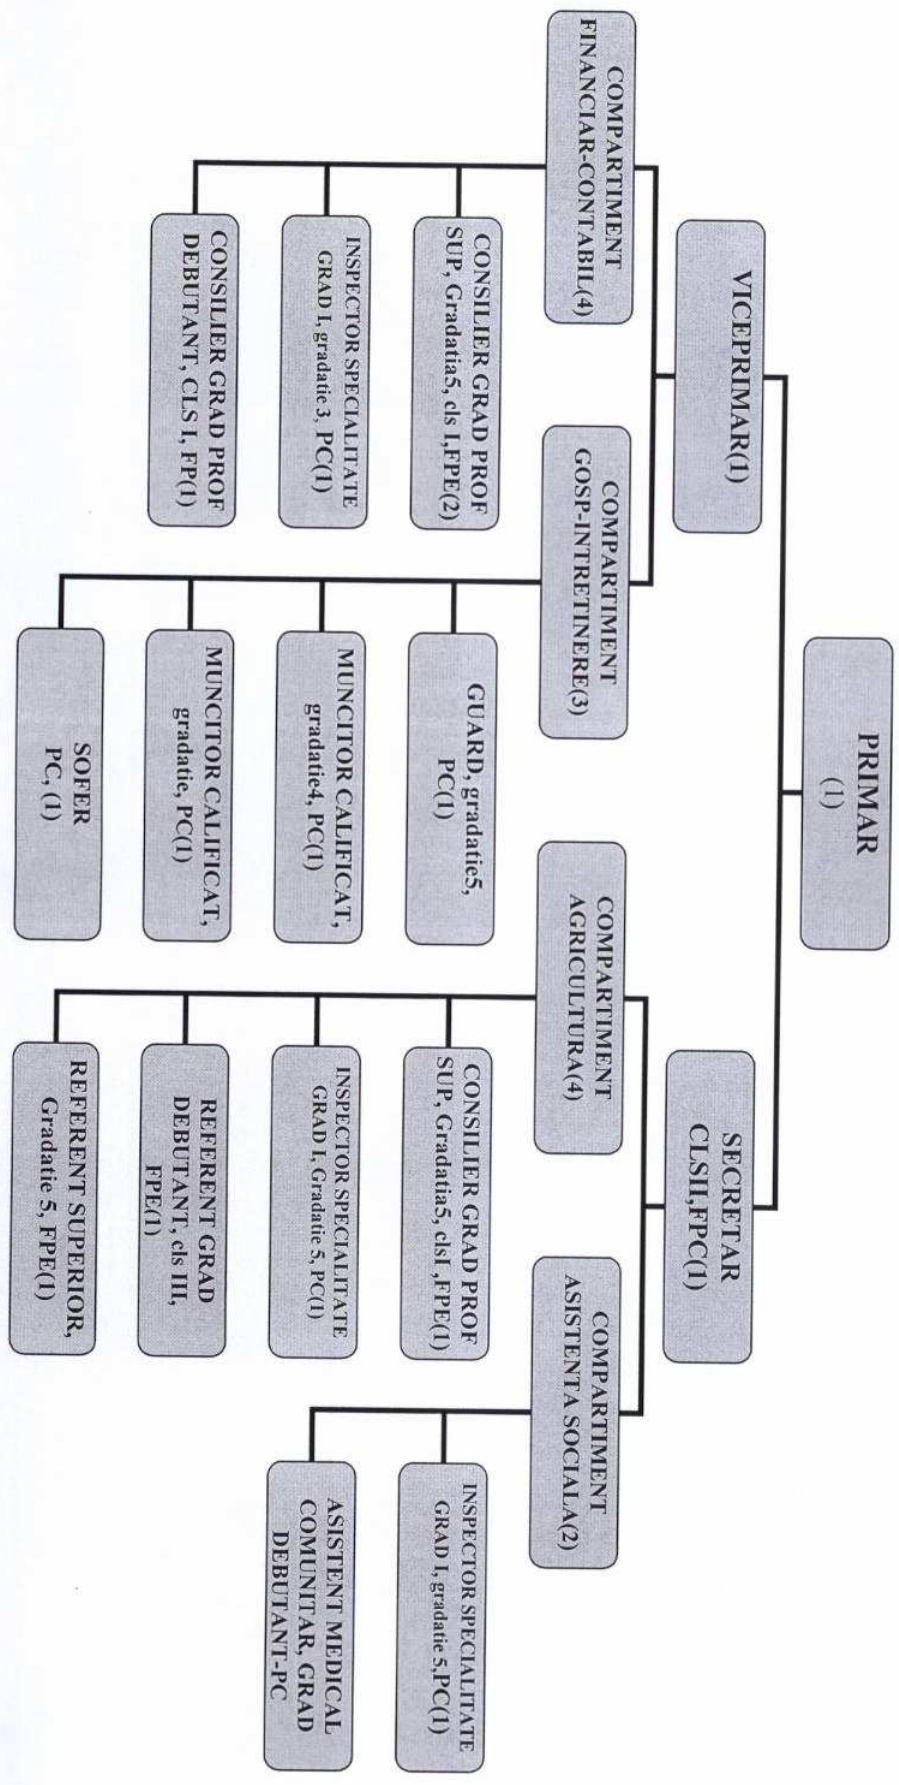 PRIMAR
(1)
VICEPRIMAR(1)
SECRETAR
CLSII,FPC(1)
COMPARTIMENT
FINANCIAR-CONTABIL(4)
COMPARTIMENT
GOSP-INTRETINERE(3)
COMPARTIMENT
AGRICULTURA(4)
COMPARTIMENT
ASISTENTA SOCIALA(2)
CONSILIER GRAD PROF
SUP, Gradatia5, cls I,FPE(2)
INSPECTOR SPECIALITATE
GRAD I, gradatie 3, PC(1)
CONSILIER GRAD PROF
DEBUTANT, CLS I, FP(1)
GUARD, gradatie5,
PC(1)
MUNCITOR CALIFICAT,
gradatie4, PC(1)
MUNCITOR CALIFICAT,
gradatie, PC(1)
SOFER
PC, (1)
CONSILIER GRAD PROF
SUP, Gradatia5, clsI ,FPE(1)
INSPECTOR SPECIALITATE
GRAD I, Gradatie 5, PC(1)
REFERENT GRAD
DEBUTANT, cls III,
FPE(1)
REFERENT SUPERIOR,
Gradatie 5, FPE(1)
INSPECTOR SPECIALITATE
GRAD I, gradatie 5,PC(1)
ASISTENT MEDICAL
COMUNITAR, GRAD
DEBUTANT-PC